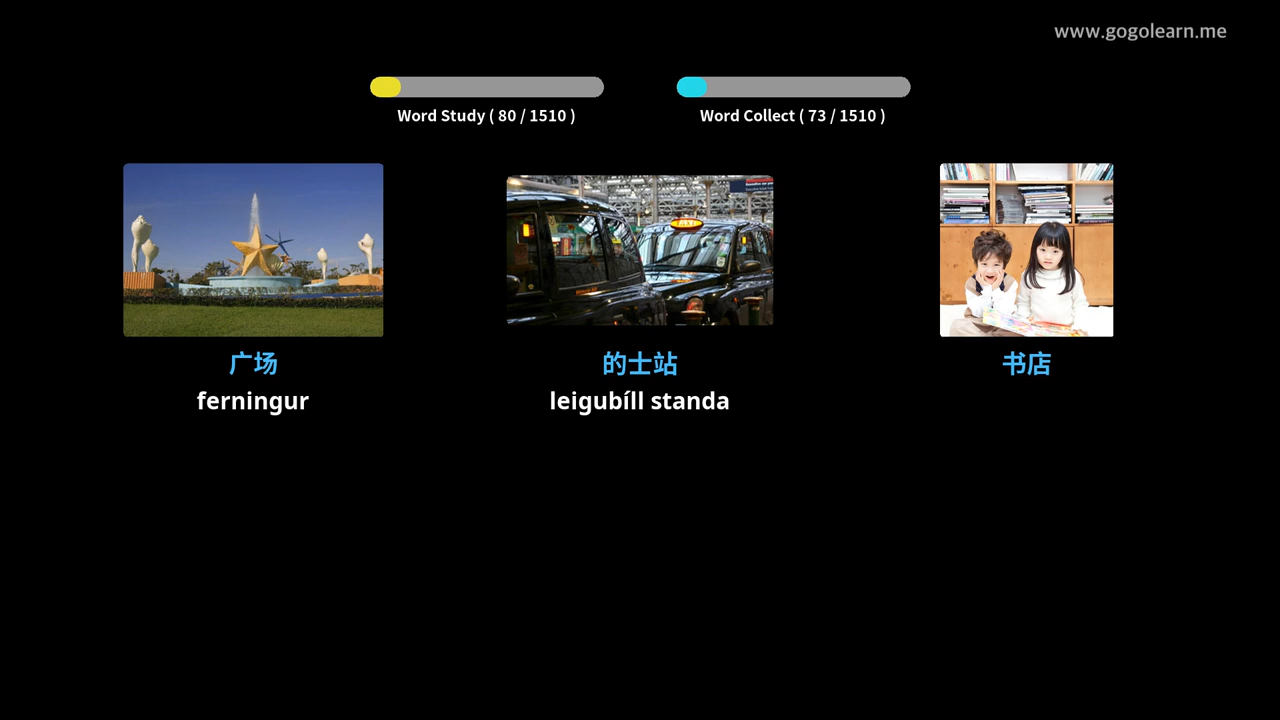 www.gogolearn.me
Word Study ( 80 / 1510 )
Word Collect ( 73 / 1510 )
TAXI
广场
的士站
书店
ferningur
leigubíll standa